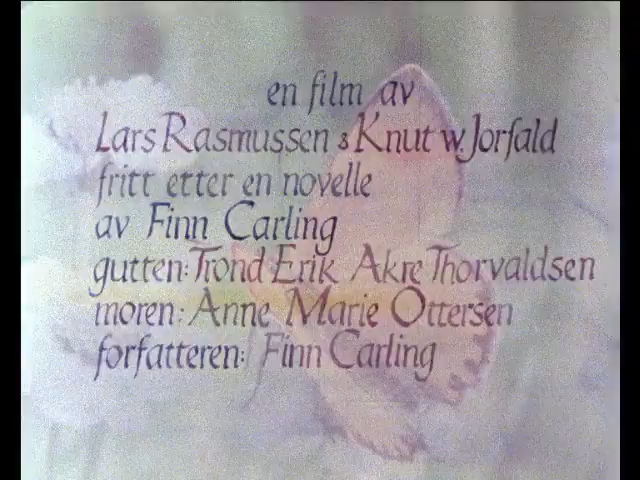 en film av
Lars Rasmussen & Knut W. Jorfald
fritt etter en novelle
av Finn Carling
gutten: Trond Erik Akre Thorvaldsen
moren: Anne Marie Ottersen
forfatteren: Finn Carling